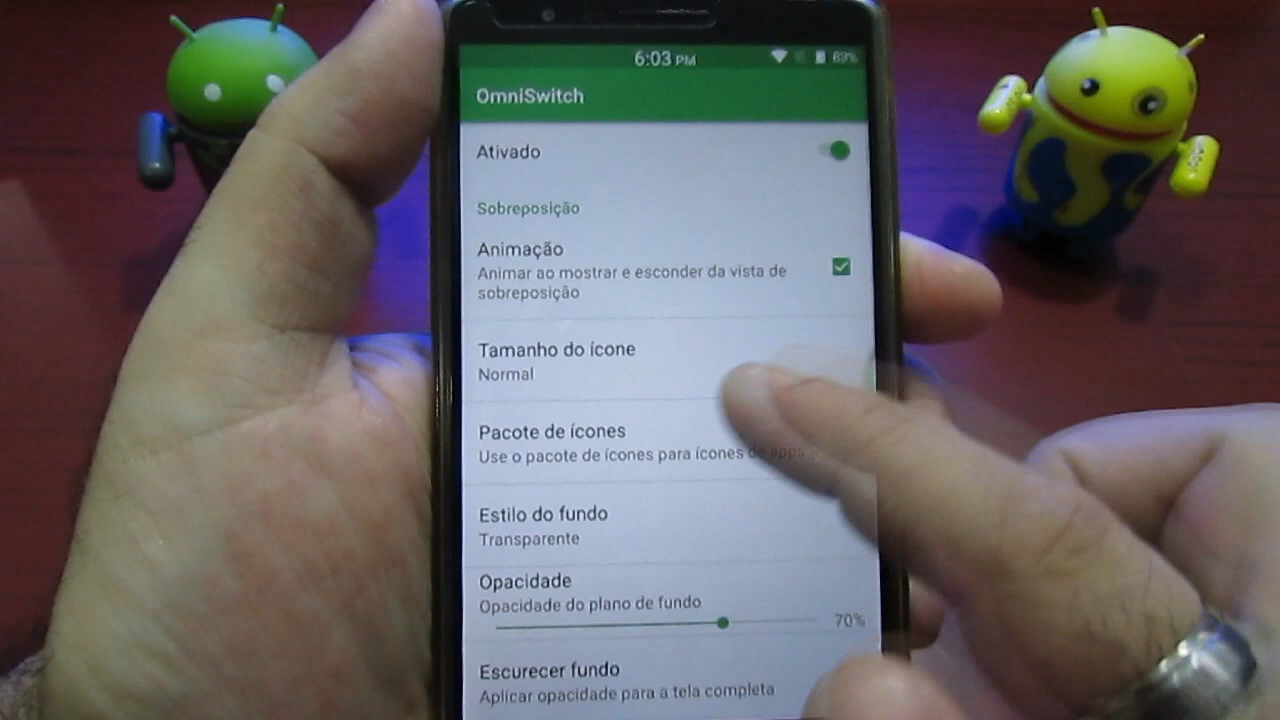 6:03 PM 83%
OmniSwitch
Ativado
Sobreposição
Animação
Animar ao mostrar e esconder da vista de
sobreposição
Tamanho do ícone
Normal
Pacote de ícones
Use o pacote de ícones para ícones de apps
Estilo do fundo
Transparente
Opacidade
Opacidade do plano de fundo
70%
Escurecer fundo
Aplicar opacidade para a tela completa